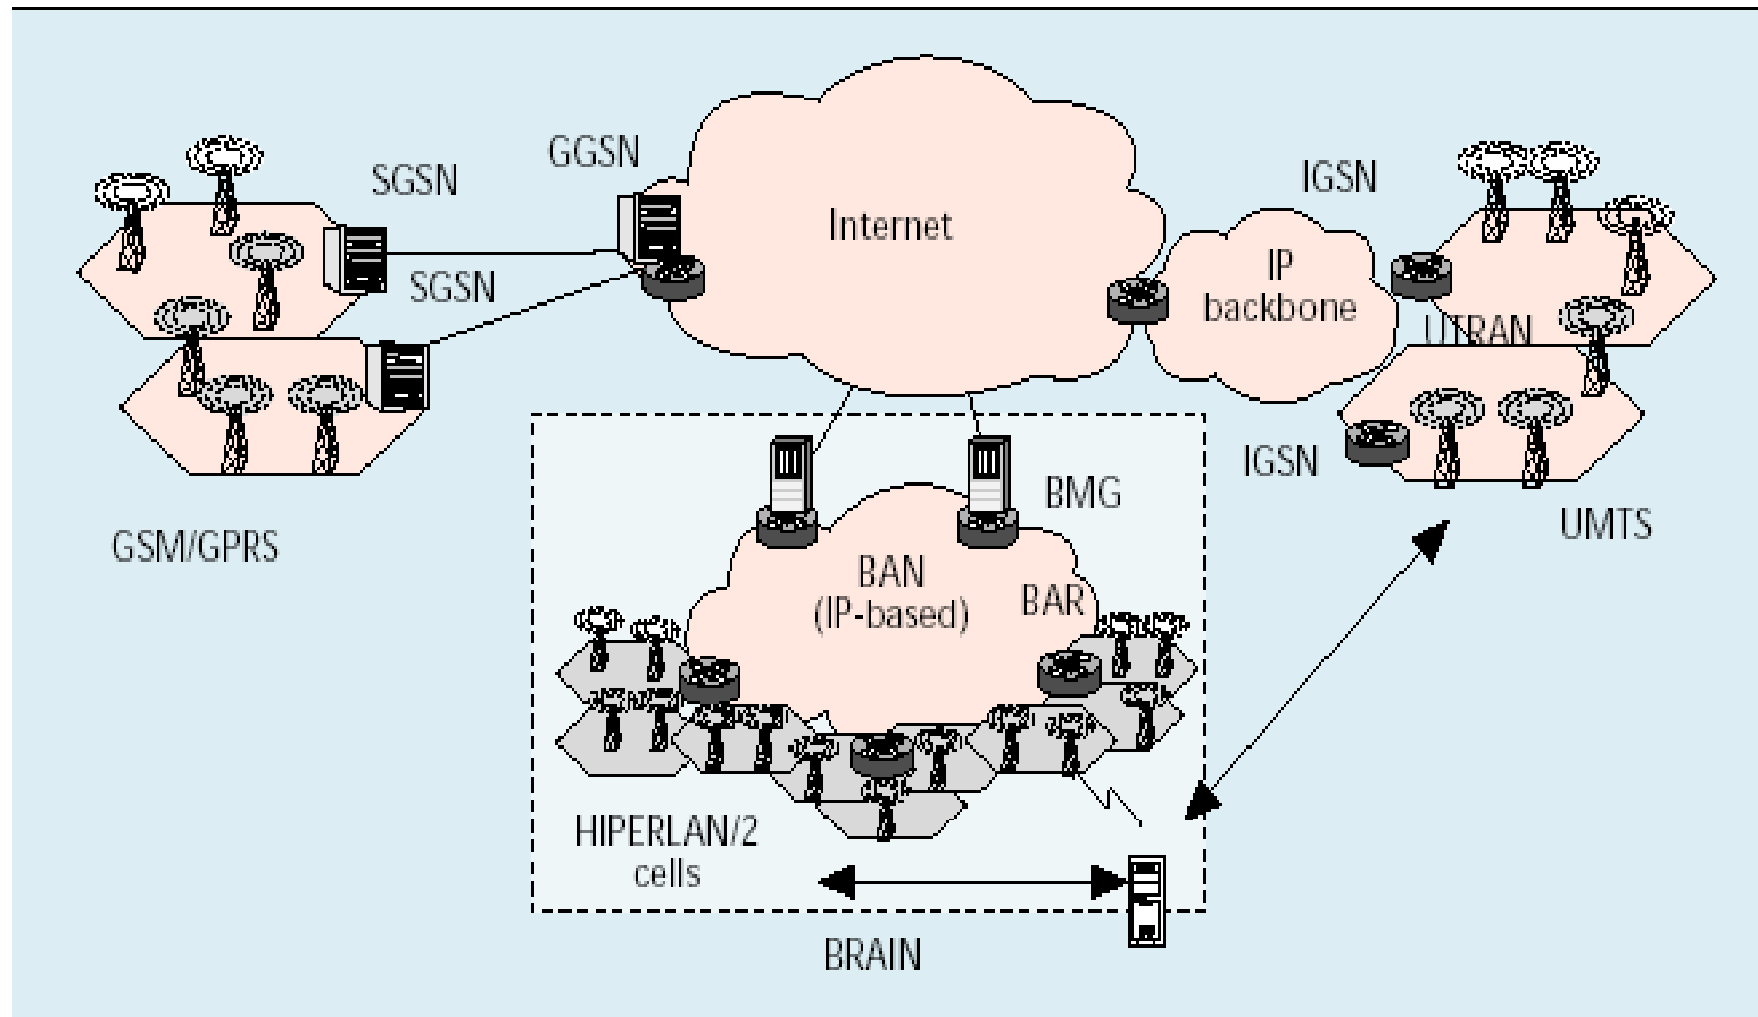 GGSN
SGSN
IGSN
Internet
IP
backbone
SGSN
UTRAN
IGSN
BMG
UMTS
GSM/GPRS
BAN
(IP-based)
BAR
HIPERLAN/2
cells
BRAIN